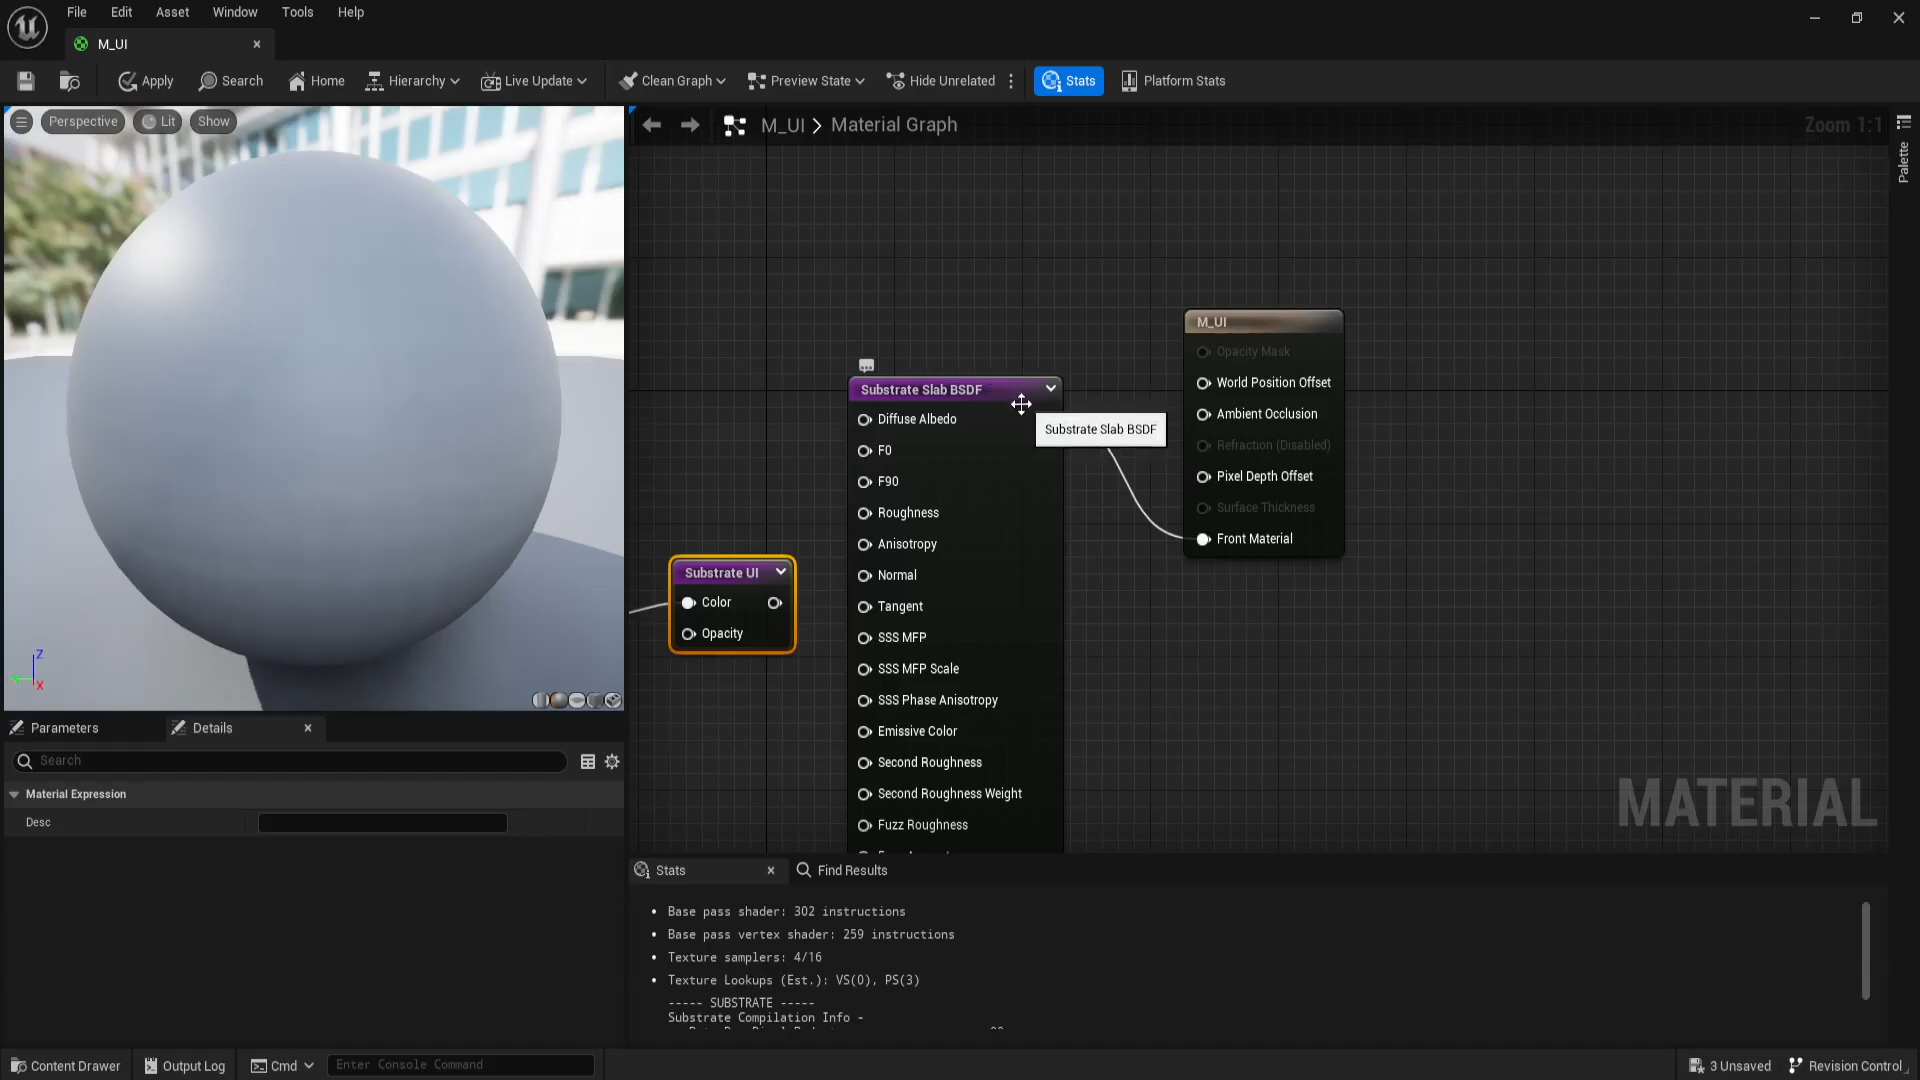 File Edit Asset Window Tools Help
M_UI
Apply Search Home Hierarchy Live Update Clean Graph Preview State Hide Unrelated Stats Platform Stats
Perspective Lit Show
M_UI > Material Graph
Zoom 1:1
Palette
M_UI
Opacity Mask
World Position Offset
Ambient Occlusion
Refraction (Disabled)
Pixel Depth Offset
Surface Thickness
Front Material
Substrate Slab BSDF
Diffuse Albedo
F0
F90
Roughness
Anisotropy
Normal
Tangent
SSS MFP
SSS MFP Scale
SSS Phase Anisotropy
Emissive Color
Second Roughness
Second Roughness Weight
Fuzz Roughness
Substrate Slab BSDF
Substrate UI
Color
Opacity
Z
X
MATERIAL
Parameters Details
Search
Material Expression
Desc
Stats Find Results
• Base pass shader: 302 instructions
• Base pass vertex shader: 259 instructions
• Texture samplers: 4/16
• Texture Lookups (Est.): VS(0), PS(3)
----- SUBSTRATE -----
Substrate Compilation Info -
Content Drawer Output Log Cmd Enter Console Command 3 Unsaved Revision Control